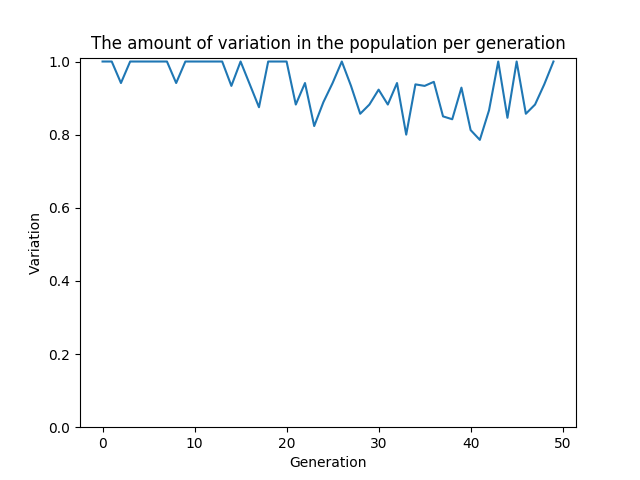 The amount of variation in the population per generation
1.0
0.8
0.6
0.4
0.2
0.0
Variation
0 10 20 30 40 50
Generation